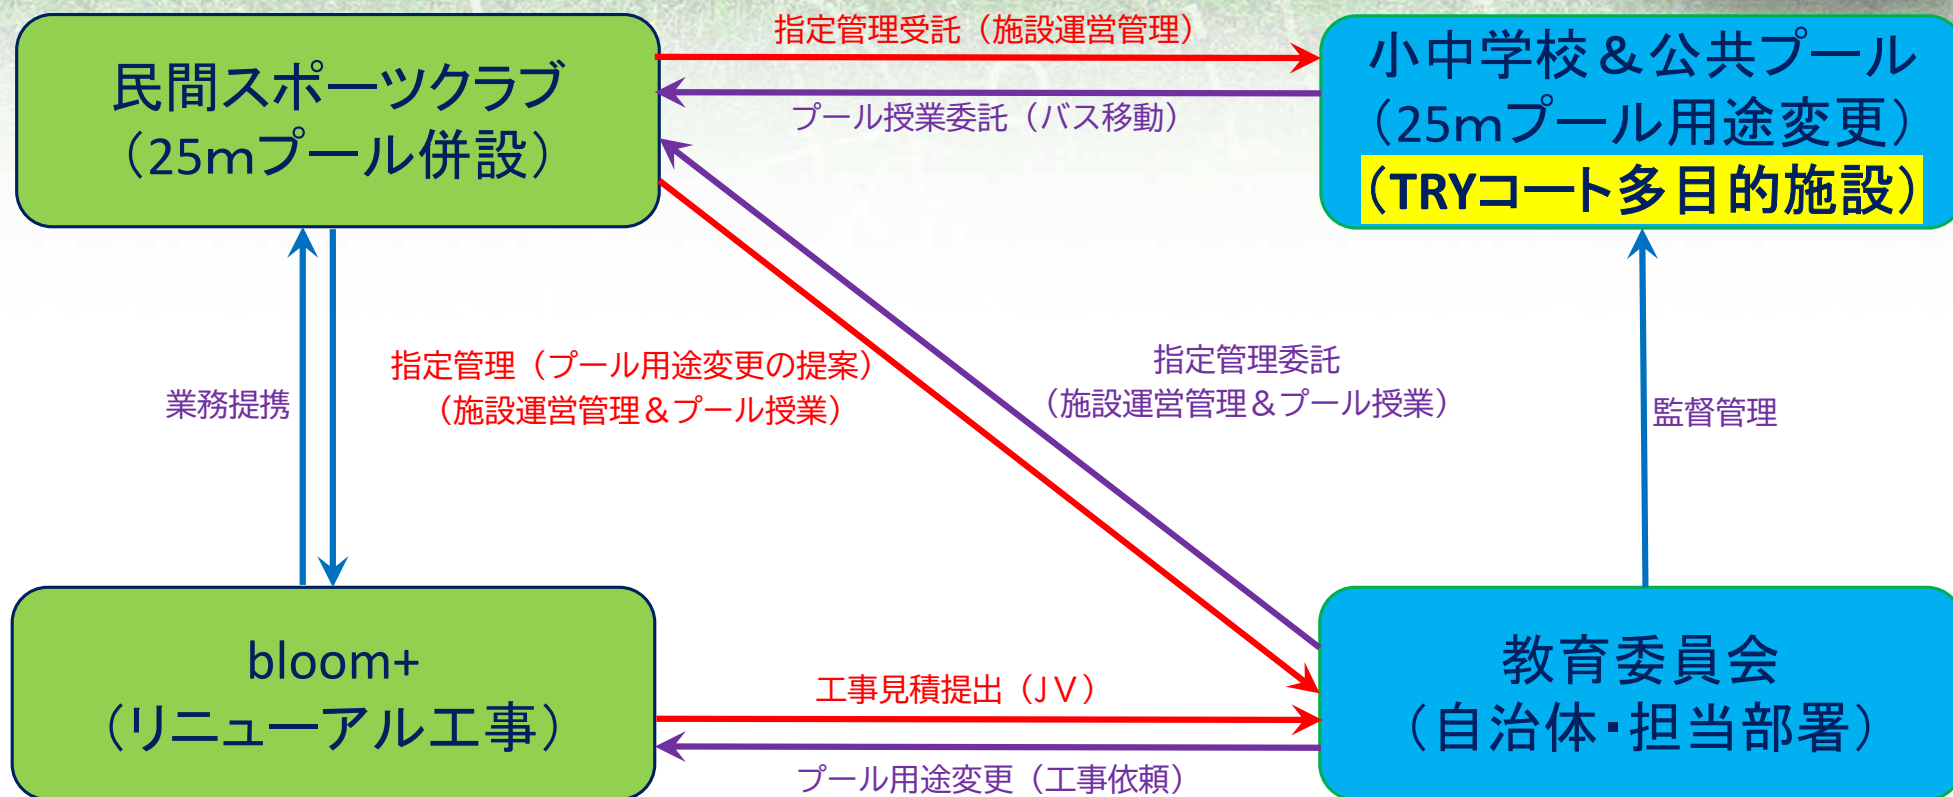 指定管理受託（施設運営管理）
民間スポーツクラブ
（25ｍプール併設）
小中学校＆公共プール
（25ｍプール用途変更）
（TRYコート多目的施設）
プール授業委託（バス移動）
業務提携
指定管理（プール用途変更の提案）
（施設運営管理＆プール授業）
指定管理委託
（施設運営管理＆プール授業）
監督管理
bloom+
（リニューアル工事）
工事見積提出（JＶ）
教育委員会
（自治体・担当部署）
プール用途変更（工事依頼）